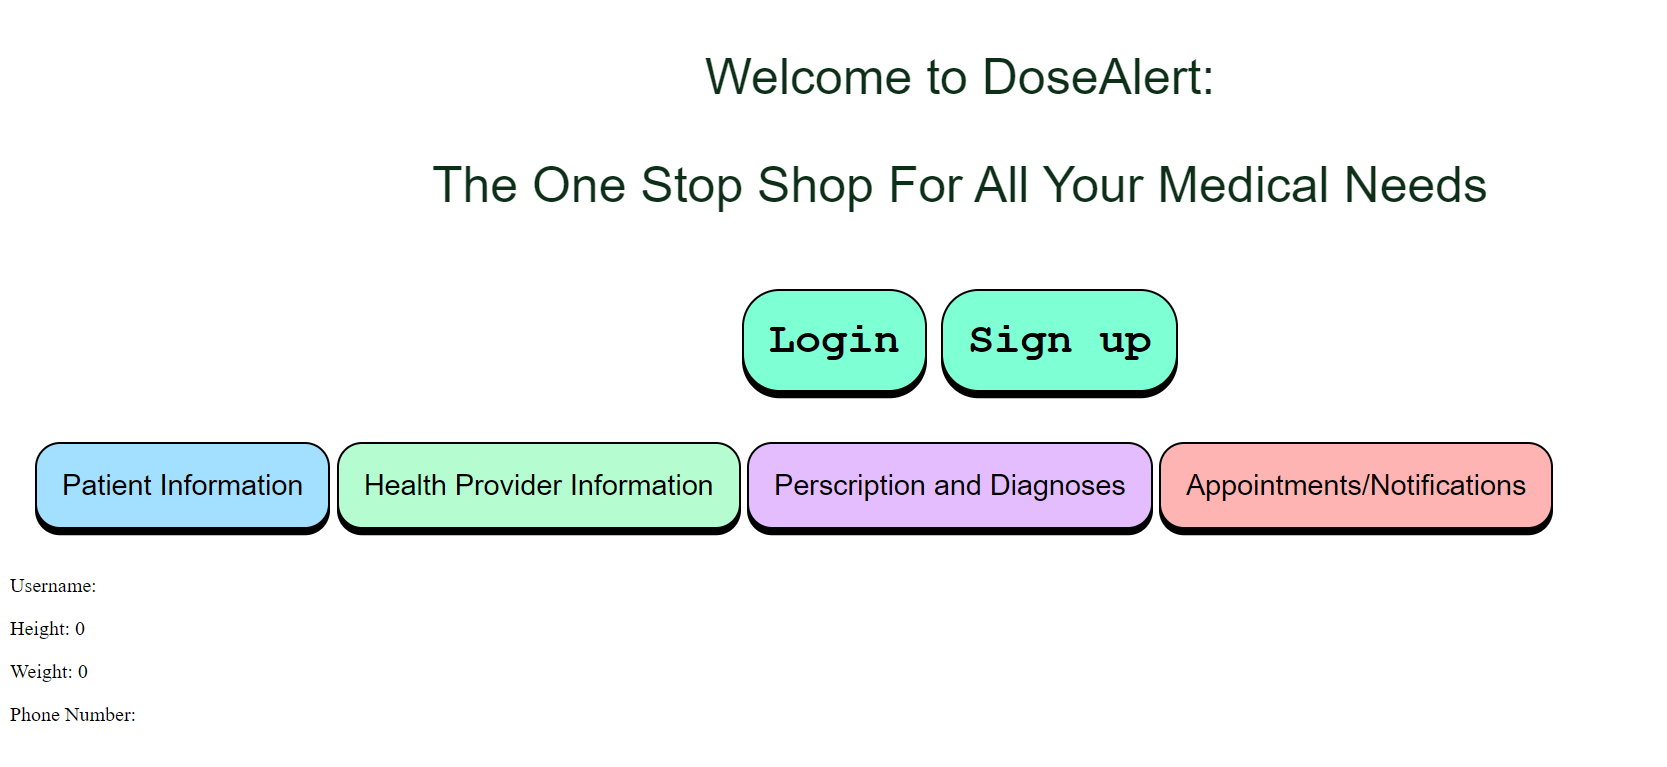 Welcome to DoseAlert:
The One Stop Shop For All Your Medical Needs
Login Sign up
Patient Information Health Provider Information Perscription and Diagnoses Appointments/Notifications
Username:
Height: 0
Weight: 0
Phone Number: